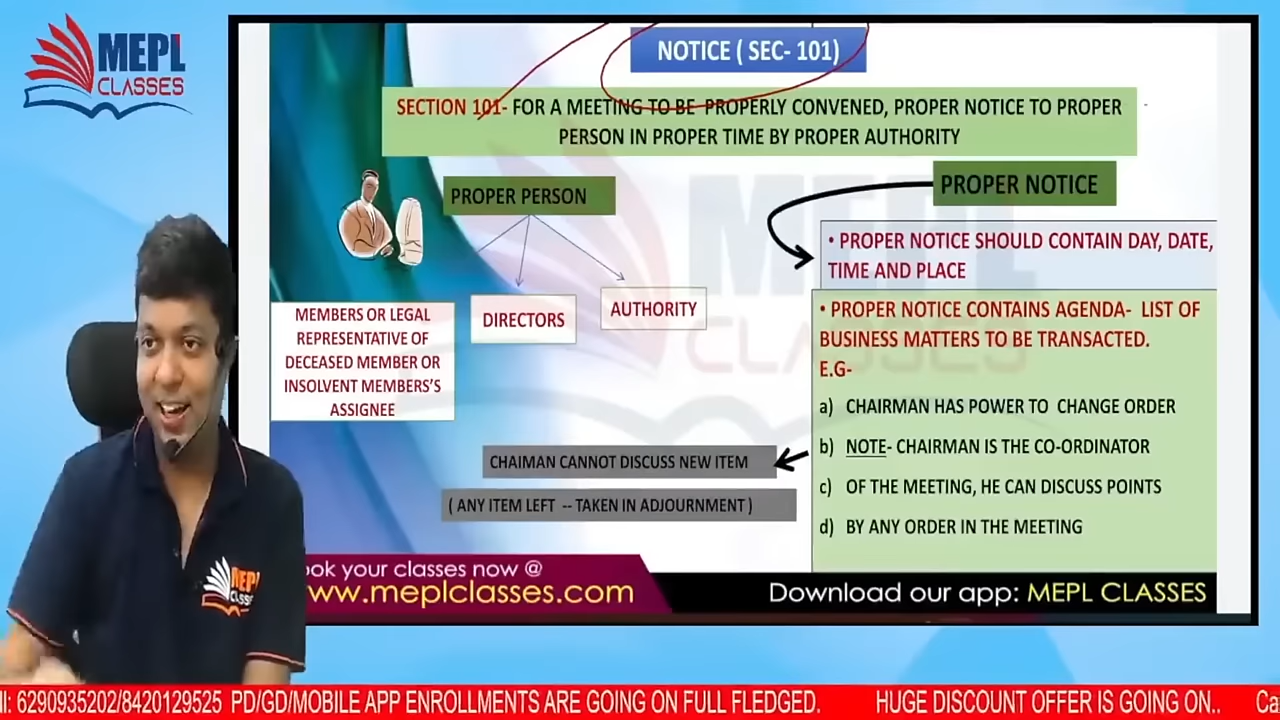 MEPL
CLASSES
NOTICE ( SEC- 101)
SECTION 101- FOR A MEETING TO BE PROPERLY CONVENED, PROPER NOTICE TO PROPER
PERSON IN PROPER TIME BY PROPER AUTHORITY
PROPER PERSON
MEMBERS OR LEGAL
REPRESENTATIVE OF
DECEASED MEMBER OR
INSOLVENT MEMBERS'S
ASSIGNEE
DIRECTORS
AUTHORITY
PROPER NOTICE
• PROPER NOTICE SHOULD CONTAIN DAY, DATE,
TIME AND PLACE
• PROPER NOTICE CONTAINS AGENDA- LIST OF
BUSINESS MATTERS TO BE TRANSACTED.
E.G-
a) CHAIRMAN HAS POWER TO CHANGE ORDER
b) NOTE- CHAIRMAN IS THE CO-ORDINATOR
c) OF THE MEETING, HE CAN DISCUSS POINTS
d) BY ANY ORDER IN THE MEETING
CHAIMAN CANNOT DISCUSS NEW ITEM
( ANY ITEM LEFT -- TAKEN IN ADJOURNMENT )
MEPL
CLASSES
MEPL
CLASSES
ook your classes now @
ww.meplclasses.com
Download our app: MEPL CLASSES
6290935202/8420129525 PD/GD/MOBILE APP ENROLLMENTS ARE GOING ON FULL FLEDGED. HUGE DISCOUNT OFFER IS GOING ON.. Ca